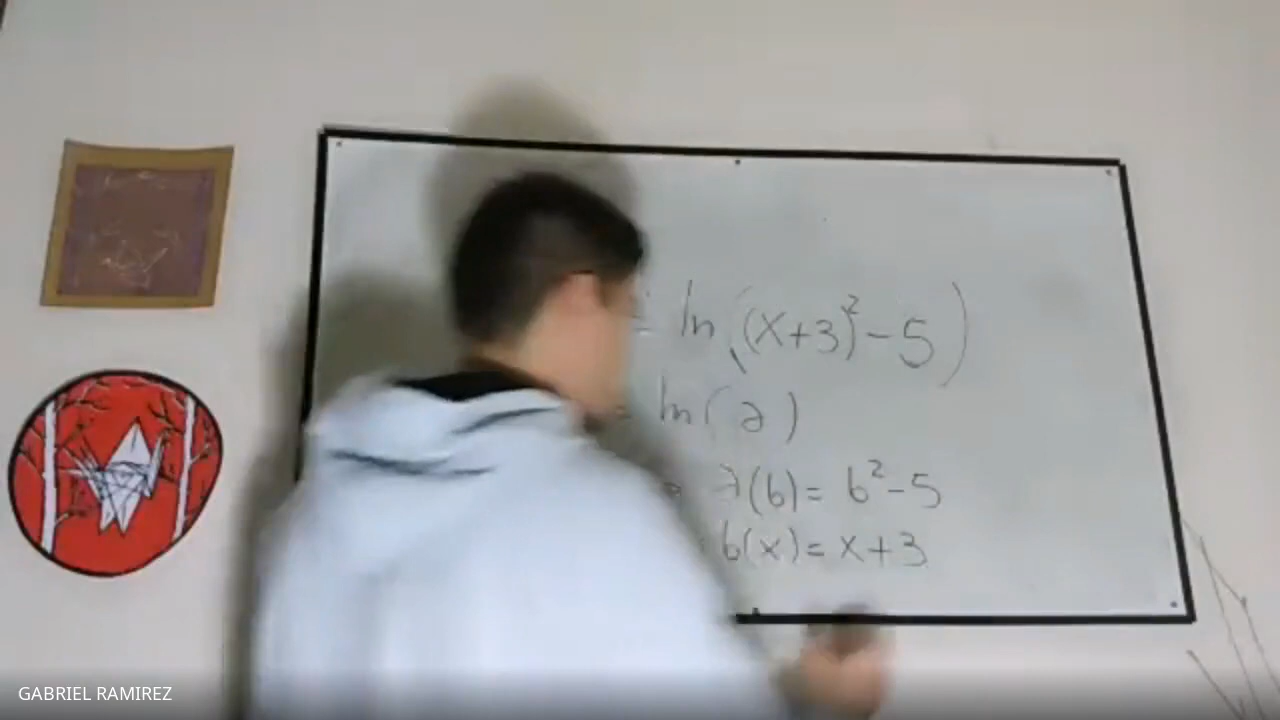 = ln((x+3)²-5)
= ln(a)
a(b)= b²-5
b(x)= x+3
GABRIEL RAMIREZ